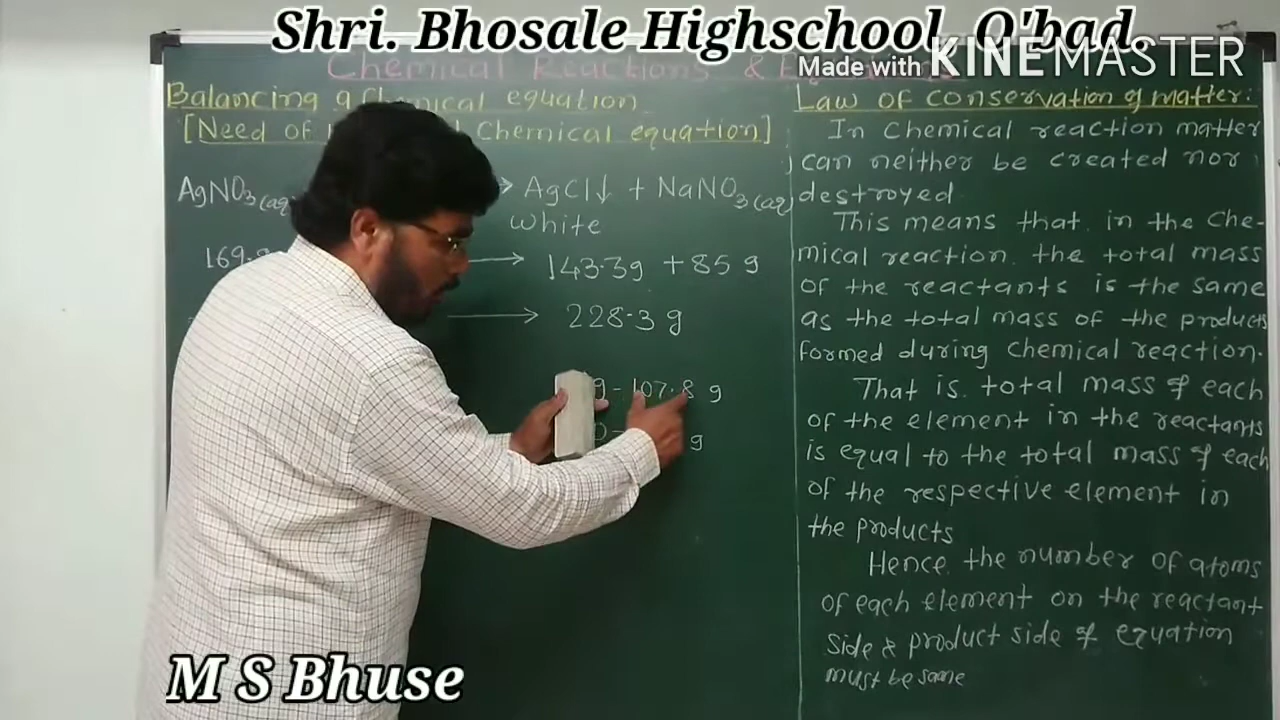 Shri. Bhosale Highschool, O'bad
Made with KINEMASTER
Chemical Reactions &
Balancing a Chemical equation
[Need of Chemical equation]
AgNO3(aq) → AgCl↓ + NaNO3(aq)
White
169. → 143.3g + 85 g
→ 228.3 g
g - 107.8 g
g
Law of conservation of matter:
In Chemical reaction matter
can neither be created nor
destroyed
This means that in the che-
mical reaction the total mass
of the reactants is the same
as the total mass of the products
formed during chemical reaction.
That is total mass of each
of the element in the reactants
is equal to the total mass of each
of the respective element in
the products
Hence the number of atoms
of each element on the reactant
side & product side of equation
must be same
M S Bhuse